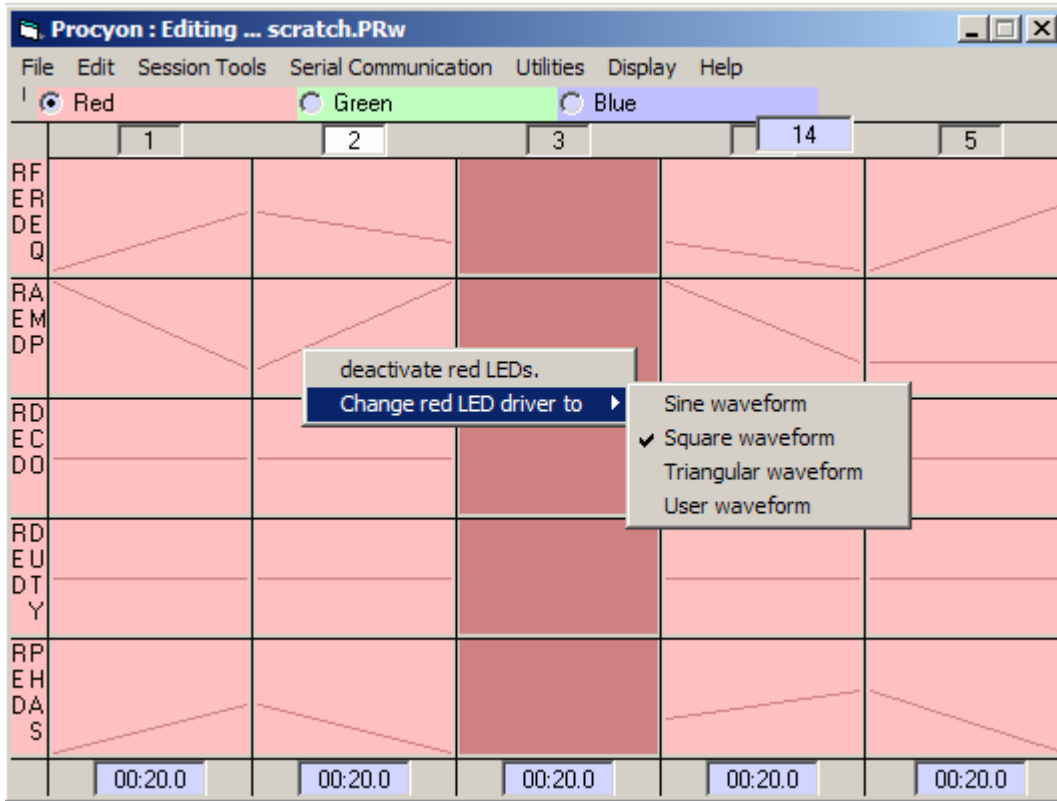 Procyon : Editing ... scratch.PRw
File Edit Session Tools Serial Communication Utilities Display Help
Red Green Blue
1 2 3 14 5
RF
ER
DE
Q
RA
EM
DP
deactivate red LEDs.
Change red LED driver to
Sine waveform
Square waveform
Triangular waveform
User waveform
RD
EC
DO
RD
EU
DT
Y
RP
EH
DA
S
00:20.0 00:20.0 00:20.0 00:20.0 00:20.0